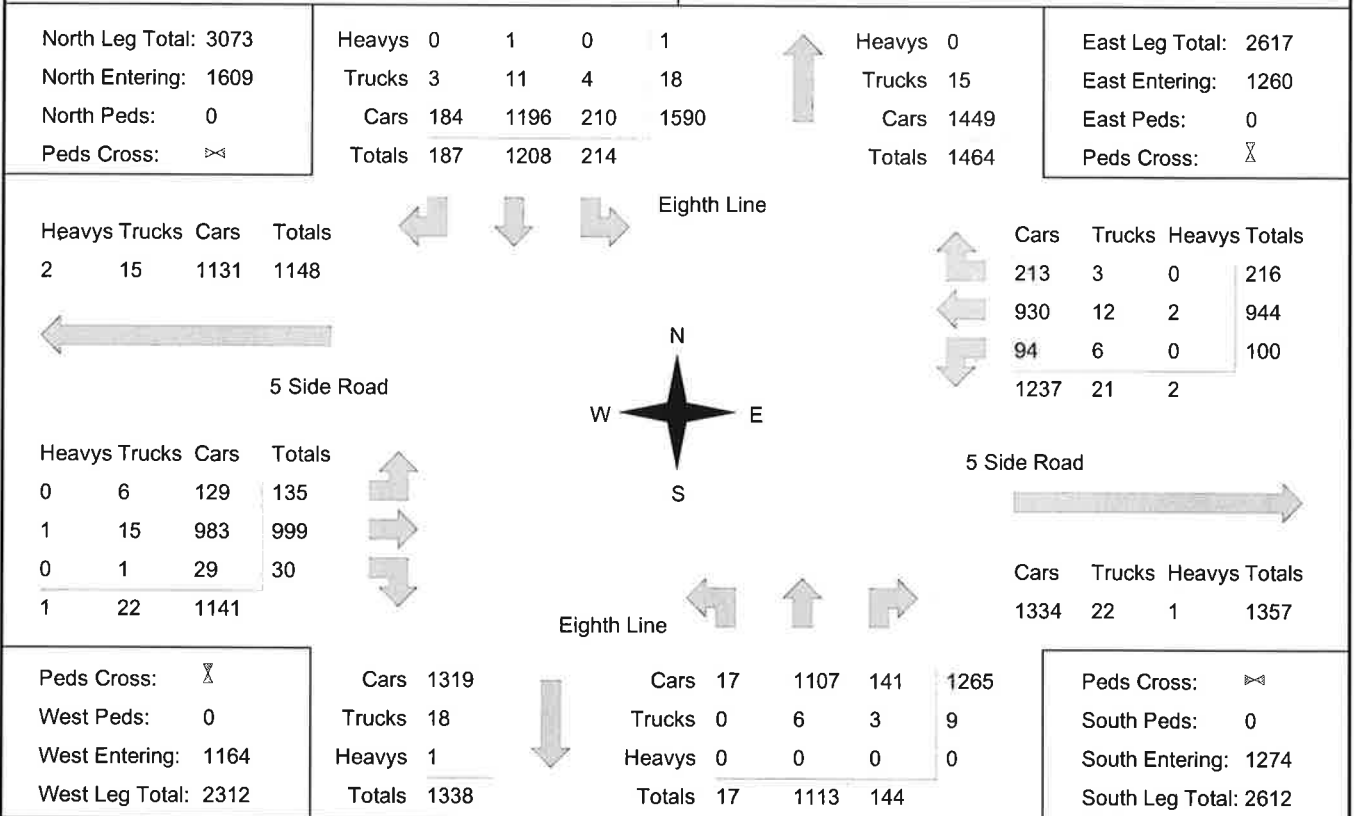 North Leg Total: 3073
North Entering: 1609
North Peds: 0
Peds Cross:
Heavys 0 1 0 1
Trucks 3 11 4 18
Cars 184 1196 210 1590
Totals 187 1208 214
Heavys 0
Trucks 15
Cars 1449
Totals 1464
East Leg Total: 2617
East Entering: 1260
East Peds: 0
Peds Cross:
Eighth Line
Heavys Trucks Cars Totals
2 15 1131 1148
5 Side Road
Cars Trucks Heavys Totals
213 3 0 216
930 12 2 944
94 6 0 100
1237 21 2
N
W E
S
Heavys Trucks Cars Totals
0 6 129 135
1 15 983 999
0 1 29 30
1 22 1141
5 Side Road
Cars Trucks Heavys Totals
1334 22 1 1357
Eighth Line
Peds Cross:
West Peds: 0
West Entering: 1164
West Leg Total: 2312
Cars 1319
Trucks 18
Heavys 1
Totals 1338
Cars 17 1107 141 1265
Trucks 0 6 3 9
Heavys 0 0 0 0
Totals 17 1113 144
Peds Cross:
South Peds: 0
South Entering: 1274
South Leg Total: 2612